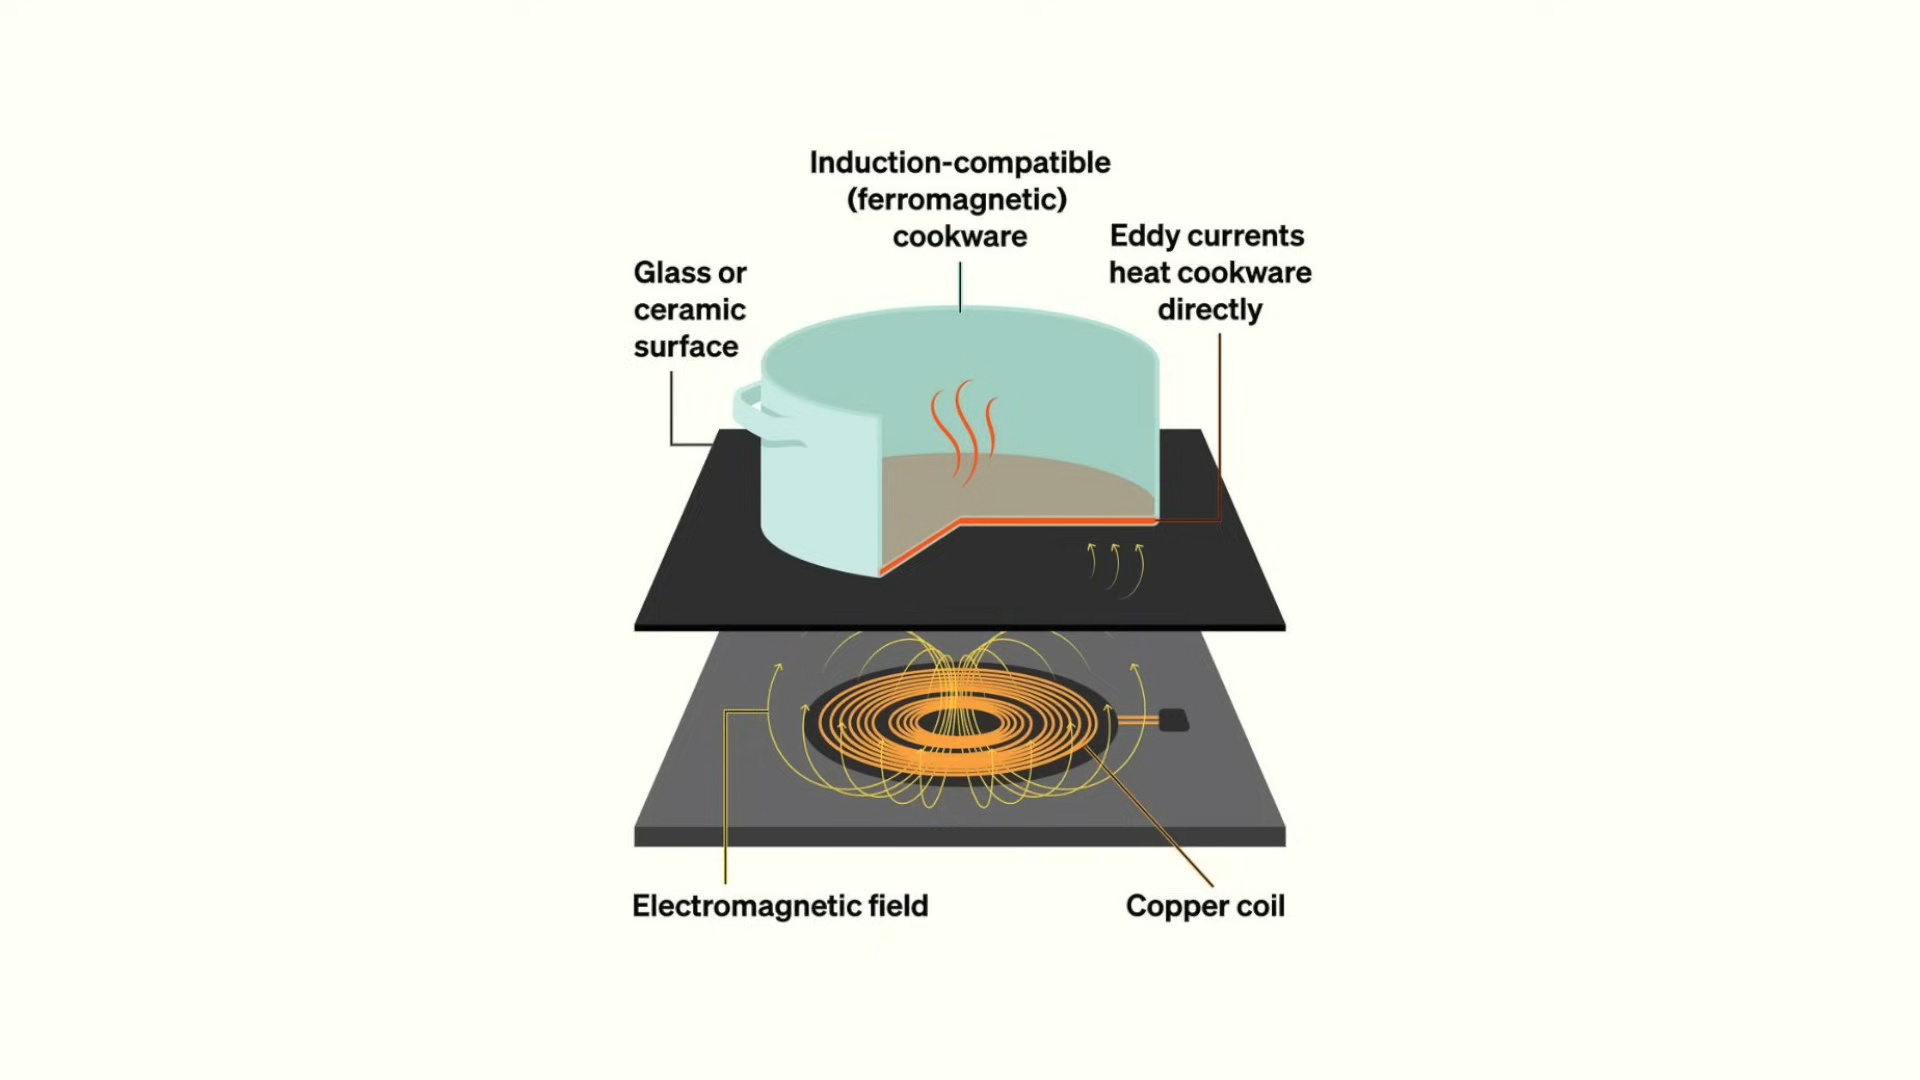 Induction-compatible
(ferromagnetic)
cookware
Eddy currents
heat cookware
directly
Glass or
ceramic
surface
Electromagnetic field
Copper coil